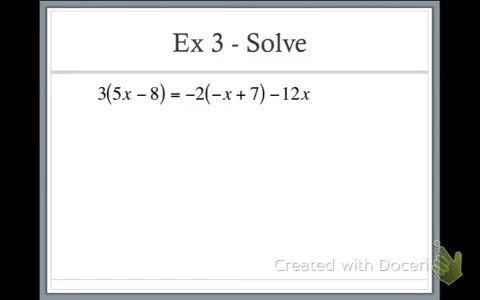 Ex 3 - Solve
3(5x − 8) = −2(−x + 7) − 12x
Created with Doceri